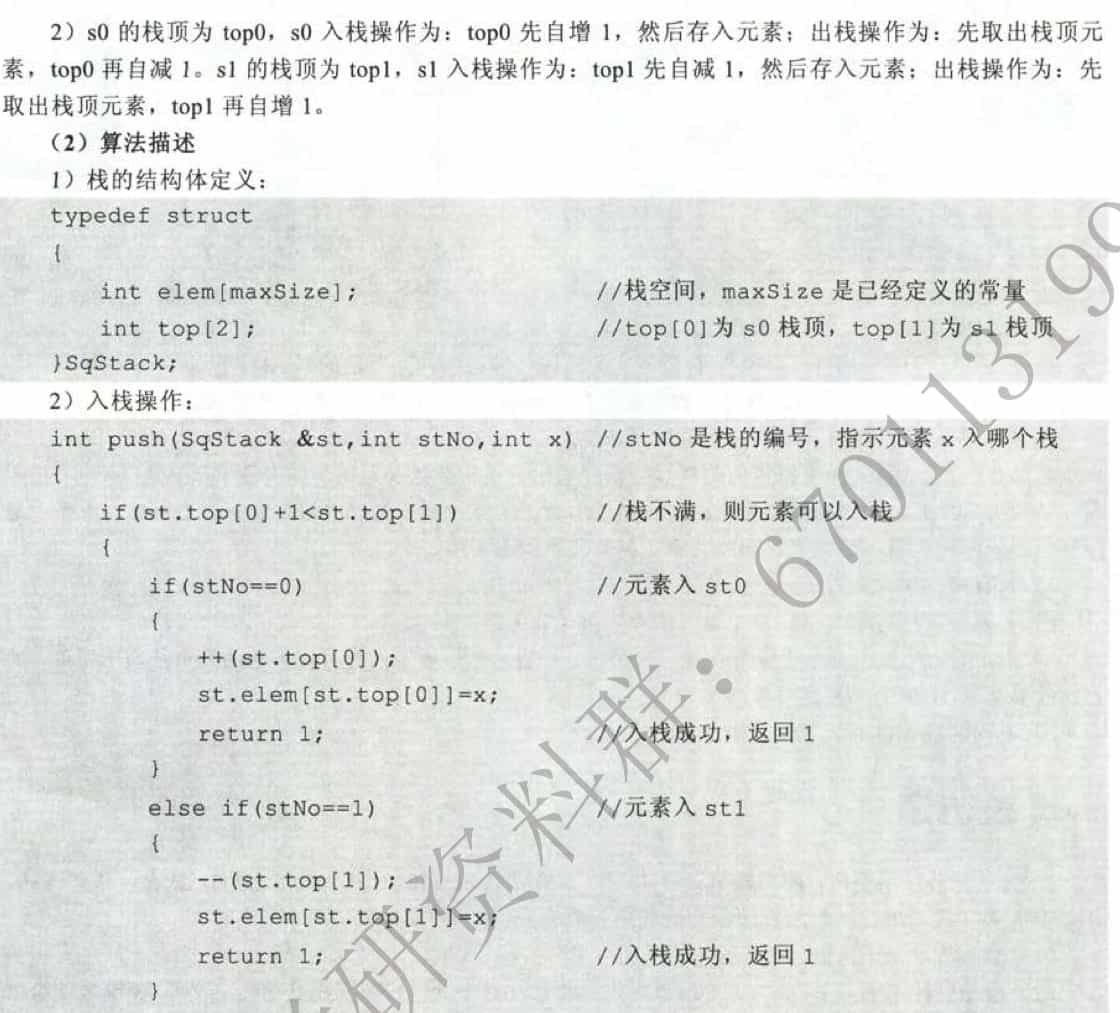 2）s0 的栈顶为 top0，s0 入栈操作为：top0 先自增 1，然后存入元素；出栈操作为：先取出栈顶元
素，top0 再自减 1。s1 的栈顶为 top1，s1 入栈操作为：top1 先自减 1，然后存入元素；出栈操作为：先
取出栈顶元素，top1 再自增 1。
（2）算法描述
1）栈的结构体定义：
typedef struct
{
int elem[maxSize]; //栈空间，maxSize 是已经定义的常量
int top[2]; //top[0]为 s0 栈顶，top[1]为 s1 栈顶
}SqStack;
2）入栈操作：
int push(SqStack &st,int stNo,int x) //stNo 是栈的编号，指示元素 x 入哪个栈
{
if(st.top[0]+1<st.top[1]) //栈不满，则元素可以入栈
{
if(stNo==0) //元素入 st0
{
++(st.top[0]);
st.elem[st.top[0]]=x;
return 1; //入栈成功，返回 1
}
else if(stNo==1) //元素入 st1
{
--(st.top[1]);
st.elem[st.top[1]]=x;
return 1; //入栈成功，返回 1
}
研资料群：670113199